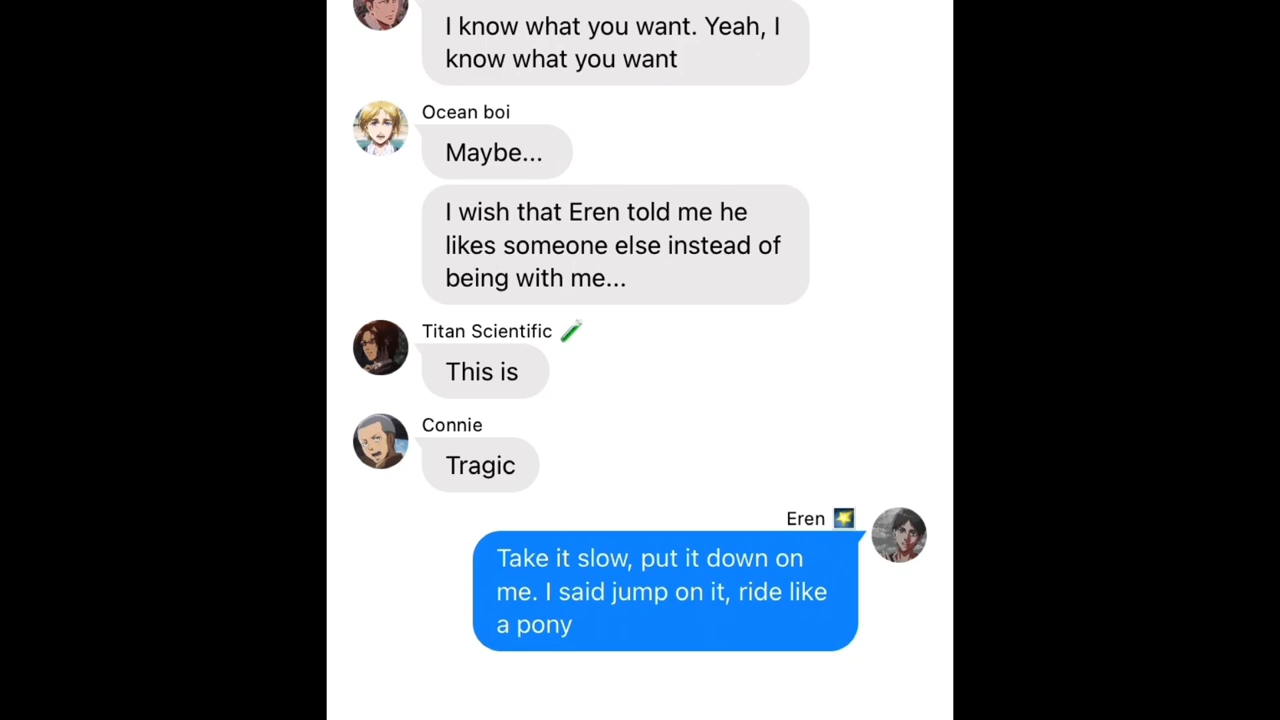 I know what you want. Yeah, I
know what you want
Ocean boi
Maybe...
I wish that Eren told me he
likes someone else instead of
being with me...
Titan Scientific 🧪
This is
Connie
Tragic
Eren 🌠
Take it slow, put it down on
me. I said jump on it, ride like
a pony